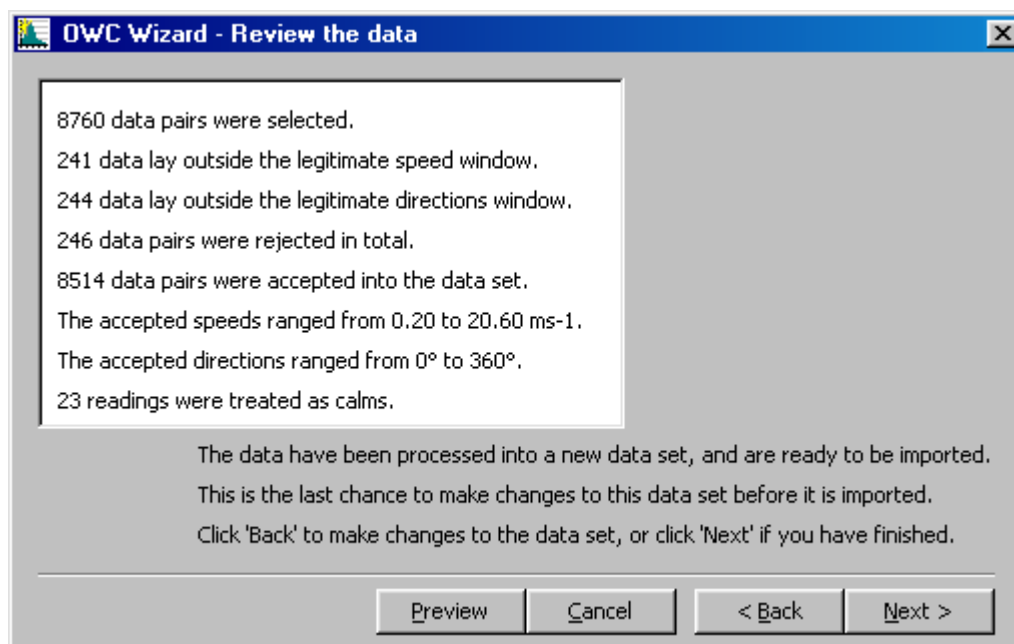 OWC Wizard - Review the data
8760 data pairs were selected.
241 data lay outside the legitimate speed window.
244 data lay outside the legitimate directions window.
246 data pairs were rejected in total.
8514 data pairs were accepted into the data set.
The accepted speeds ranged from 0.20 to 20.60 ms-1.
The accepted directions ranged from 0° to 360°.
23 readings were treated as calms.
The data have been processed into a new data set, and are ready to be imported.
This is the last chance to make changes to this data set before it is imported.
Click 'Back' to make changes to the data set, or click 'Next' if you have finished.
Preview Cancel < Back Next >